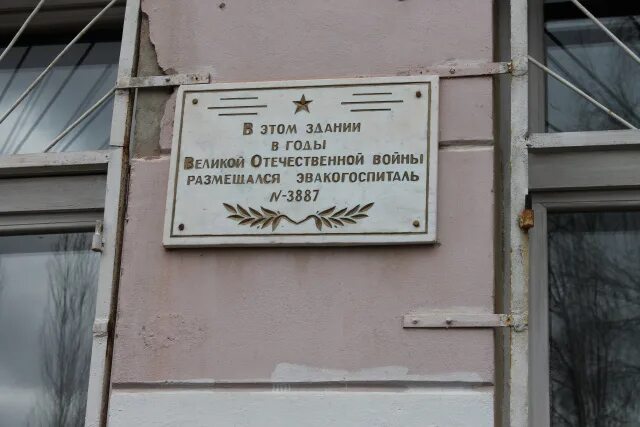 В этом здании
в годы
Великой Отечественной войны
размещался эвакогоспиталь
N-3887